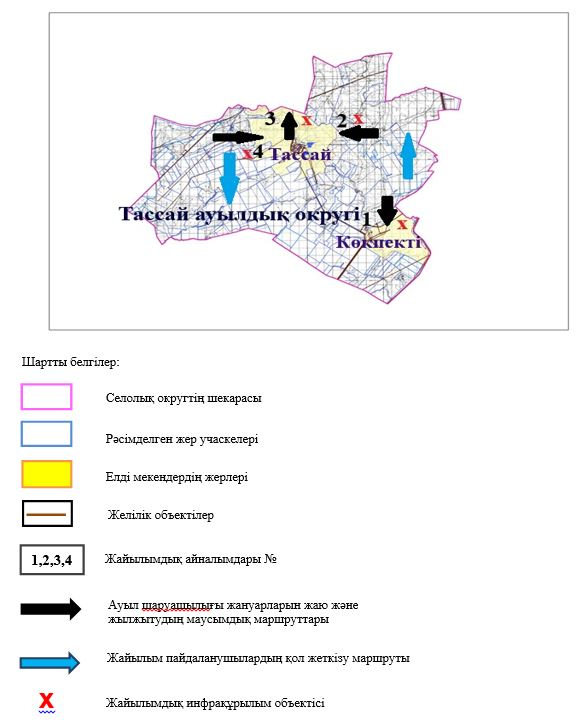 3 x 2 x
x4 Тассай
Тассай ауылдық округі 1 x
Көкпекті
Шартты белгілер:
Селолық округтің шекарасы
Рәсімделген жер учаскелері
Елді мекендердің жерлері
Желілік объектілер
1,2,3,4 Жайылымдық айналымдары №
Ауыл шаруашылығы жануарларын жаю және
жылжытудың маусымдық маршруттары
Жайылым пайдаланушылардың қол жеткізу маршруты
X Жайылымдық инфрақұрылым объектісі